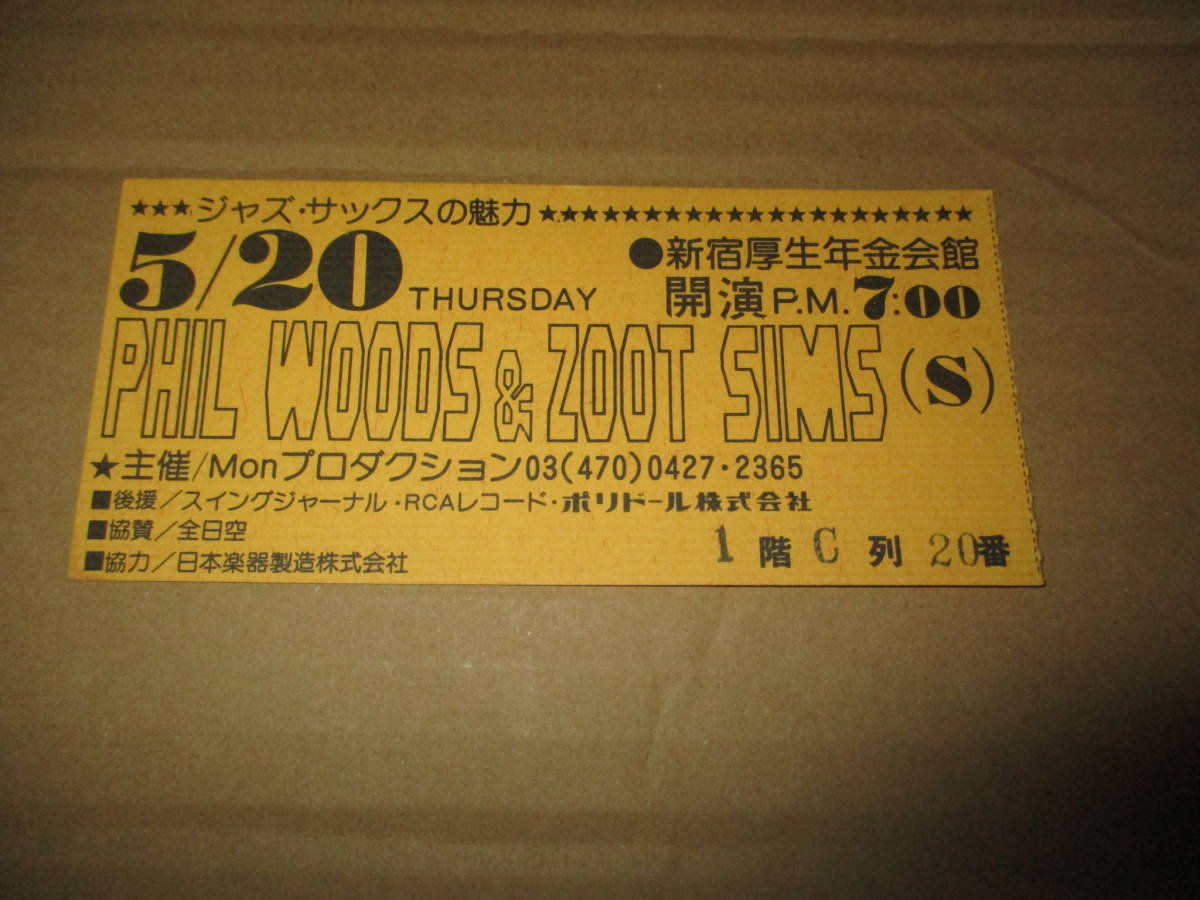 ★★★ジャズ・サックスの魅力★★★★★★★★★★★★★★★★★★★★★
5/20 THURSDAY
●新宿厚生年金会館
開演P.M.7:00
PHIL WOODS & ZOOT SIMS (S)
★主催/Monプロダクション03(470)0427・2365
■後援/スイングジャーナル・RCAレコード・ポリドール株式会社
■協賛/全日空
■協力/日本楽器製造株式会社
1階C列20番